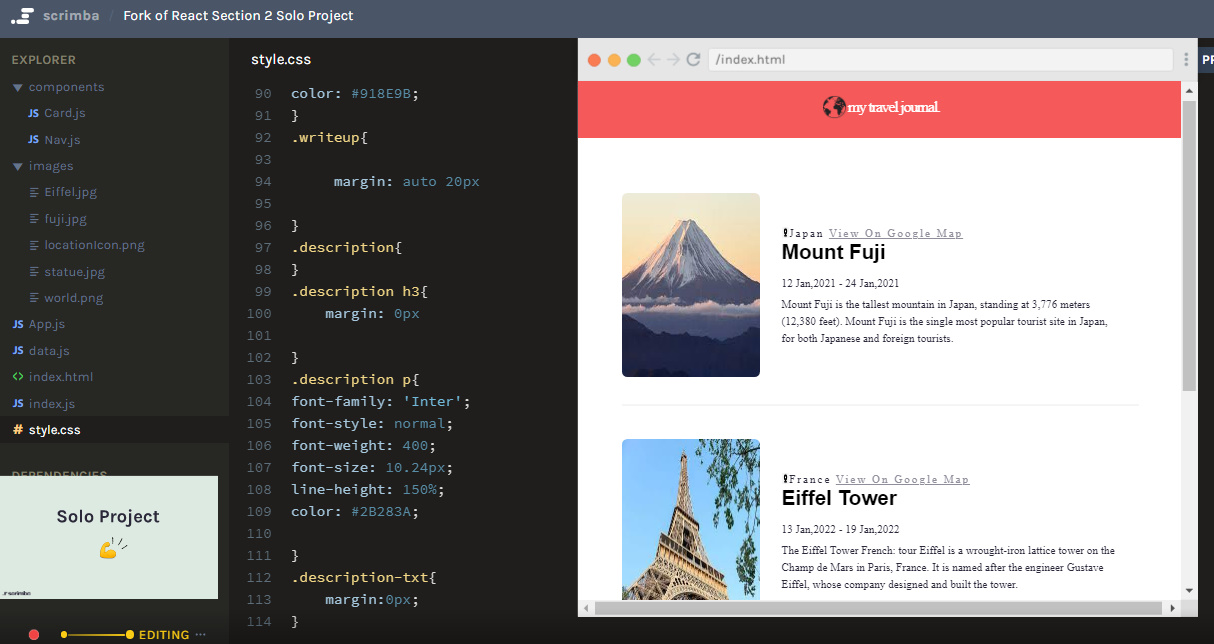 scrimba / Fork of React Section 2 Solo Project
EXPLORER
components
JS Card.js
JS Nav.js
images
Eiffel.jpg
fuji.jpg
locationIcon.png
statue.jpg
world.png
JS App.js
JS data.js
<> index.html
JS index.js
# style.css
DEPENDENCIES
Solo Project
scrimba
EDITING ...
style.css
90 color: #918E9B;
91 }
92 .writeup{
93
94 margin: auto 20px
95
96 }
97 .description{
98 }
99 .description h3{
100 margin: 0px
101
102 }
103 .description p{
104 font-family: 'Inter';
105 font-style: normal;
106 font-weight: 400;
107 font-size: 10.24px;
108 line-height: 150%;
109 color: #2B283A;
110
111 }
112 .description-txt{
113 margin:0px;
114 }
/index.html
my travel journal.
Japan View On Google Map
Mount Fuji
12 Jan,2021 - 24 Jan,2021
Mount Fuji is the tallest mountain in Japan, standing at 3,776 meters
(12,380 feet). Mount Fuji is the single most popular tourist site in Japan,
for both Japanese and foreign tourists.
France View On Google Map
Eiffel Tower
13 Jan,2022 - 19 Jan,2022
The Eiffel Tower French: tour Eiffel is a wrought-iron lattice tower on the
Champ de Mars in Paris, France. It is named after the engineer Gustave
Eiffel, whose company designed and built the tower.